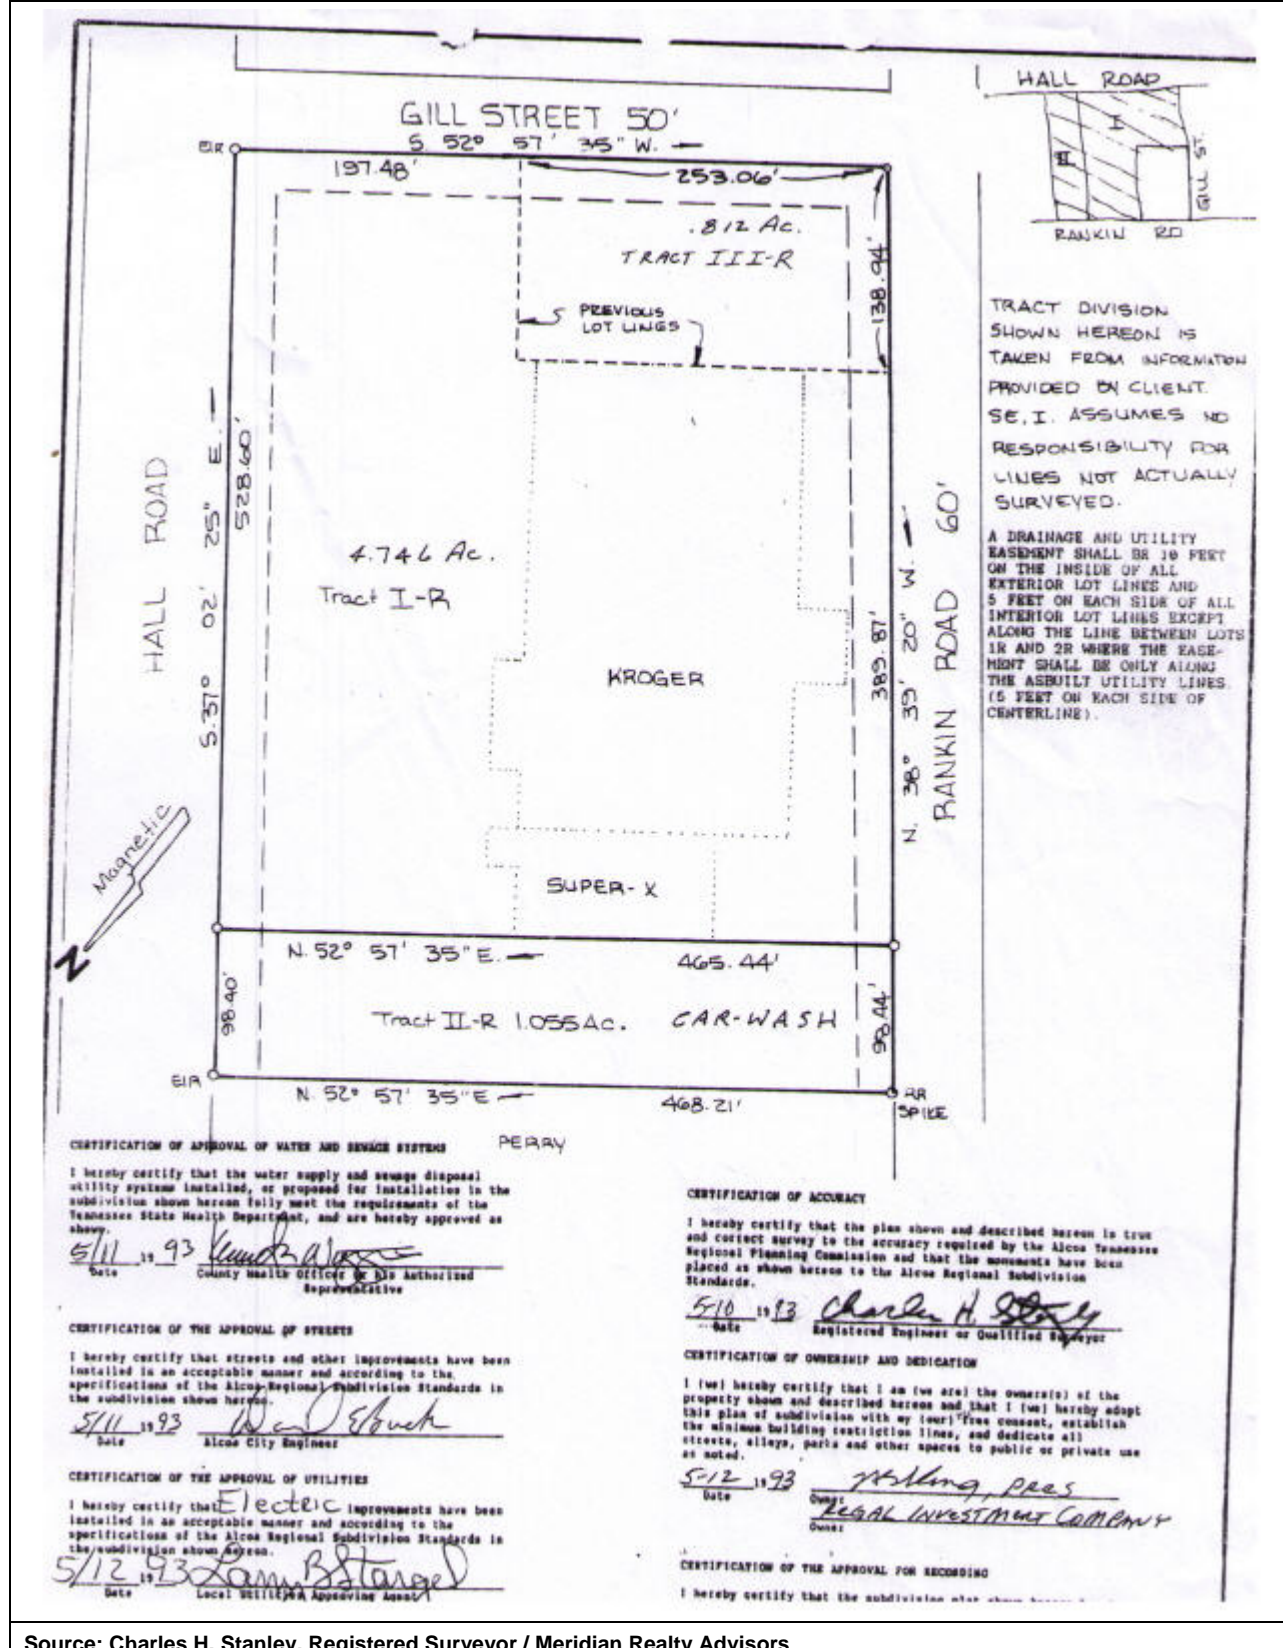 GILL STREET 50'
S 52° 57' 35" W.
EIR
197.48'
253.06'
.812 Ac.
TRACT III-R
138.94'
PREVIOUS
LOT LINES
HALL ROAD
I
II
GILL ST.
RANKIN RD
TRACT DIVISION
SHOWN HEREON IS
TAKEN FROM INFORMATION
PROVIDED BY CLIENT.
SE, I. ASSUMES NO
RESPONSIBILITY FOR
LINES NOT ACTUALLY
SURVEYED.
A DRAINAGE AND UTILITY
EASEMENT SHALL BE 10 FEET
ON THE INSIDE OF ALL
EXTERIOR LOT LINES AND
5 FEET ON EACH SIDE OF ALL
INTERIOR LOT LINES EXCEPT
ALONG THE LINE BETWEEN LOTS
1R AND 2R WHERE THE EASE-
MENT SHALL BE ONLY ALONG
THE ASBUILT UTILITY LINES.
(5 FEET ON EACH SIDE OF
CENTERLINE).
HALL ROAD
S. 37° 02' 25" E.
528.60'
4.746 Ac.
Tract I-R
KROGER
389.87'
N. 38° 39' 20" W.
RANKIN ROAD 60'
Magnetic
N
SUPER-X
N. 52° 57' 35" E.
465.44'
98.40'
Tract II-R 1.055 Ac.
CAR-WASH
98.44'
EIR
N. 52° 57' 35" E
468.21'
RR
SPIKE
PERRY
CERTIFICATION OF APPROVAL OF WATER AND SEWAGE SYSTEMS
I hereby certify that the water supply and sewage disposal
utility systems installed, or proposed for installation in the
subdivision shown hereon fully meet the requirements of the
Tennessee State Health Department, and are hereby approved as
shown.
5/11 1993
Date
County Health Officer or his Authorized
Representative
CERTIFICATION OF THE APPROVAL OF STREETS
I hereby certify that streets and other improvements have been
installed in an acceptable manner and according to the
specifications of the Alcoa Regional Subdivision Standards in
the subdivision shown hereon.
5/11 1993
Date
Alcoa City Engineer
CERTIFICATION OF THE APPROVAL OF UTILITIES
I hereby certify that Electric improvements have been
installed in an acceptable manner and according to the
specifications of the Alcoa Regional Subdivision Standards in
the subdivision shown hereon.
5/12 1993 Larry B Stargel
Date
Local Utilities Approving Agent
CERTIFICATION OF ACCURACY
I hereby certify that the plan shown and described hereon is true
and correct survey to the accuracy required by the Alcoa Tennessee
Regional Planning Commission and that the monuments have been
placed as shown hereon to the Alcoa Regional Subdivision
Standards.
5-10 1993 Charles H. Stanley
Date
Registered Engineer or Qualified Surveyor
CERTIFICATION OF OWNERSHIP AND DEDICATION
I (we) hereby certify that I am (we are) the owners(s) of the
property shown and described hereon and that I (we) hereby adopt
this plan of subdivision with my (our) free consent, establish
the minimum building restriction lines, and dedicate all
streets, alleys, parks and other spaces to public or private use
as noted.
5-12 1993
PRES
Date
Owner
REGAL INVESTMENT COMPANY
Owner
CERTIFICATION OF THE APPROVAL FOR RECORDING
I hereby certify that the subdivision plat shown hereon
Source: Charles H. Stanley, Registered Surveyor / Meridian Realty Advisors